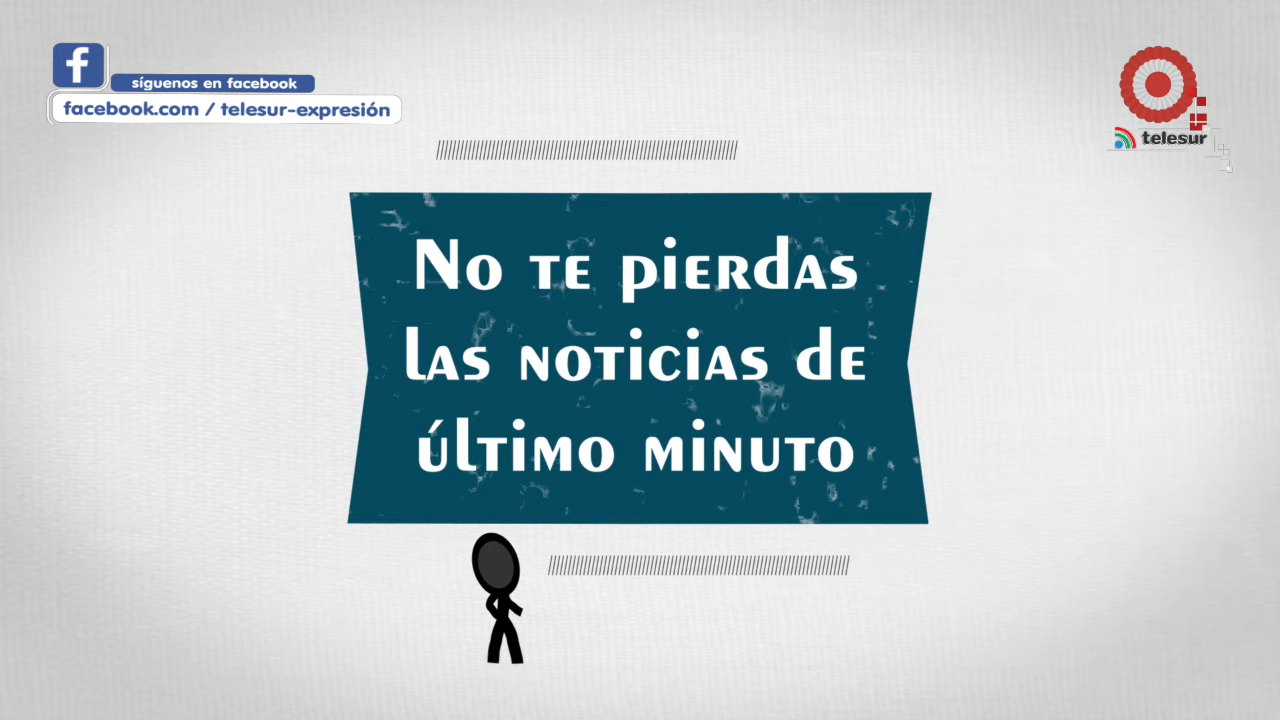 síguenos en facebook
facebook.com / telesur-expresión
telesur
No te pierdas
las noticias de
último minuto